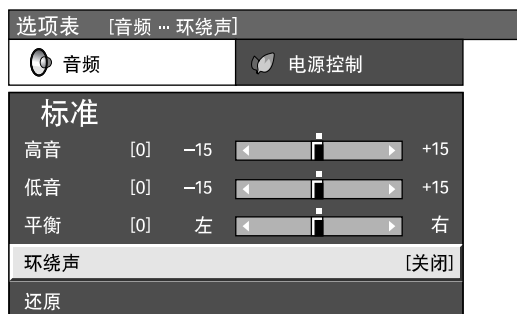 选项表 [音频 ··· 环绕声]
音频 电源控制
标准
高音 [0] −15 +15
低音 [0] −15 +15
平衡 [0] 左 右
环绕声 [关闭]
还原